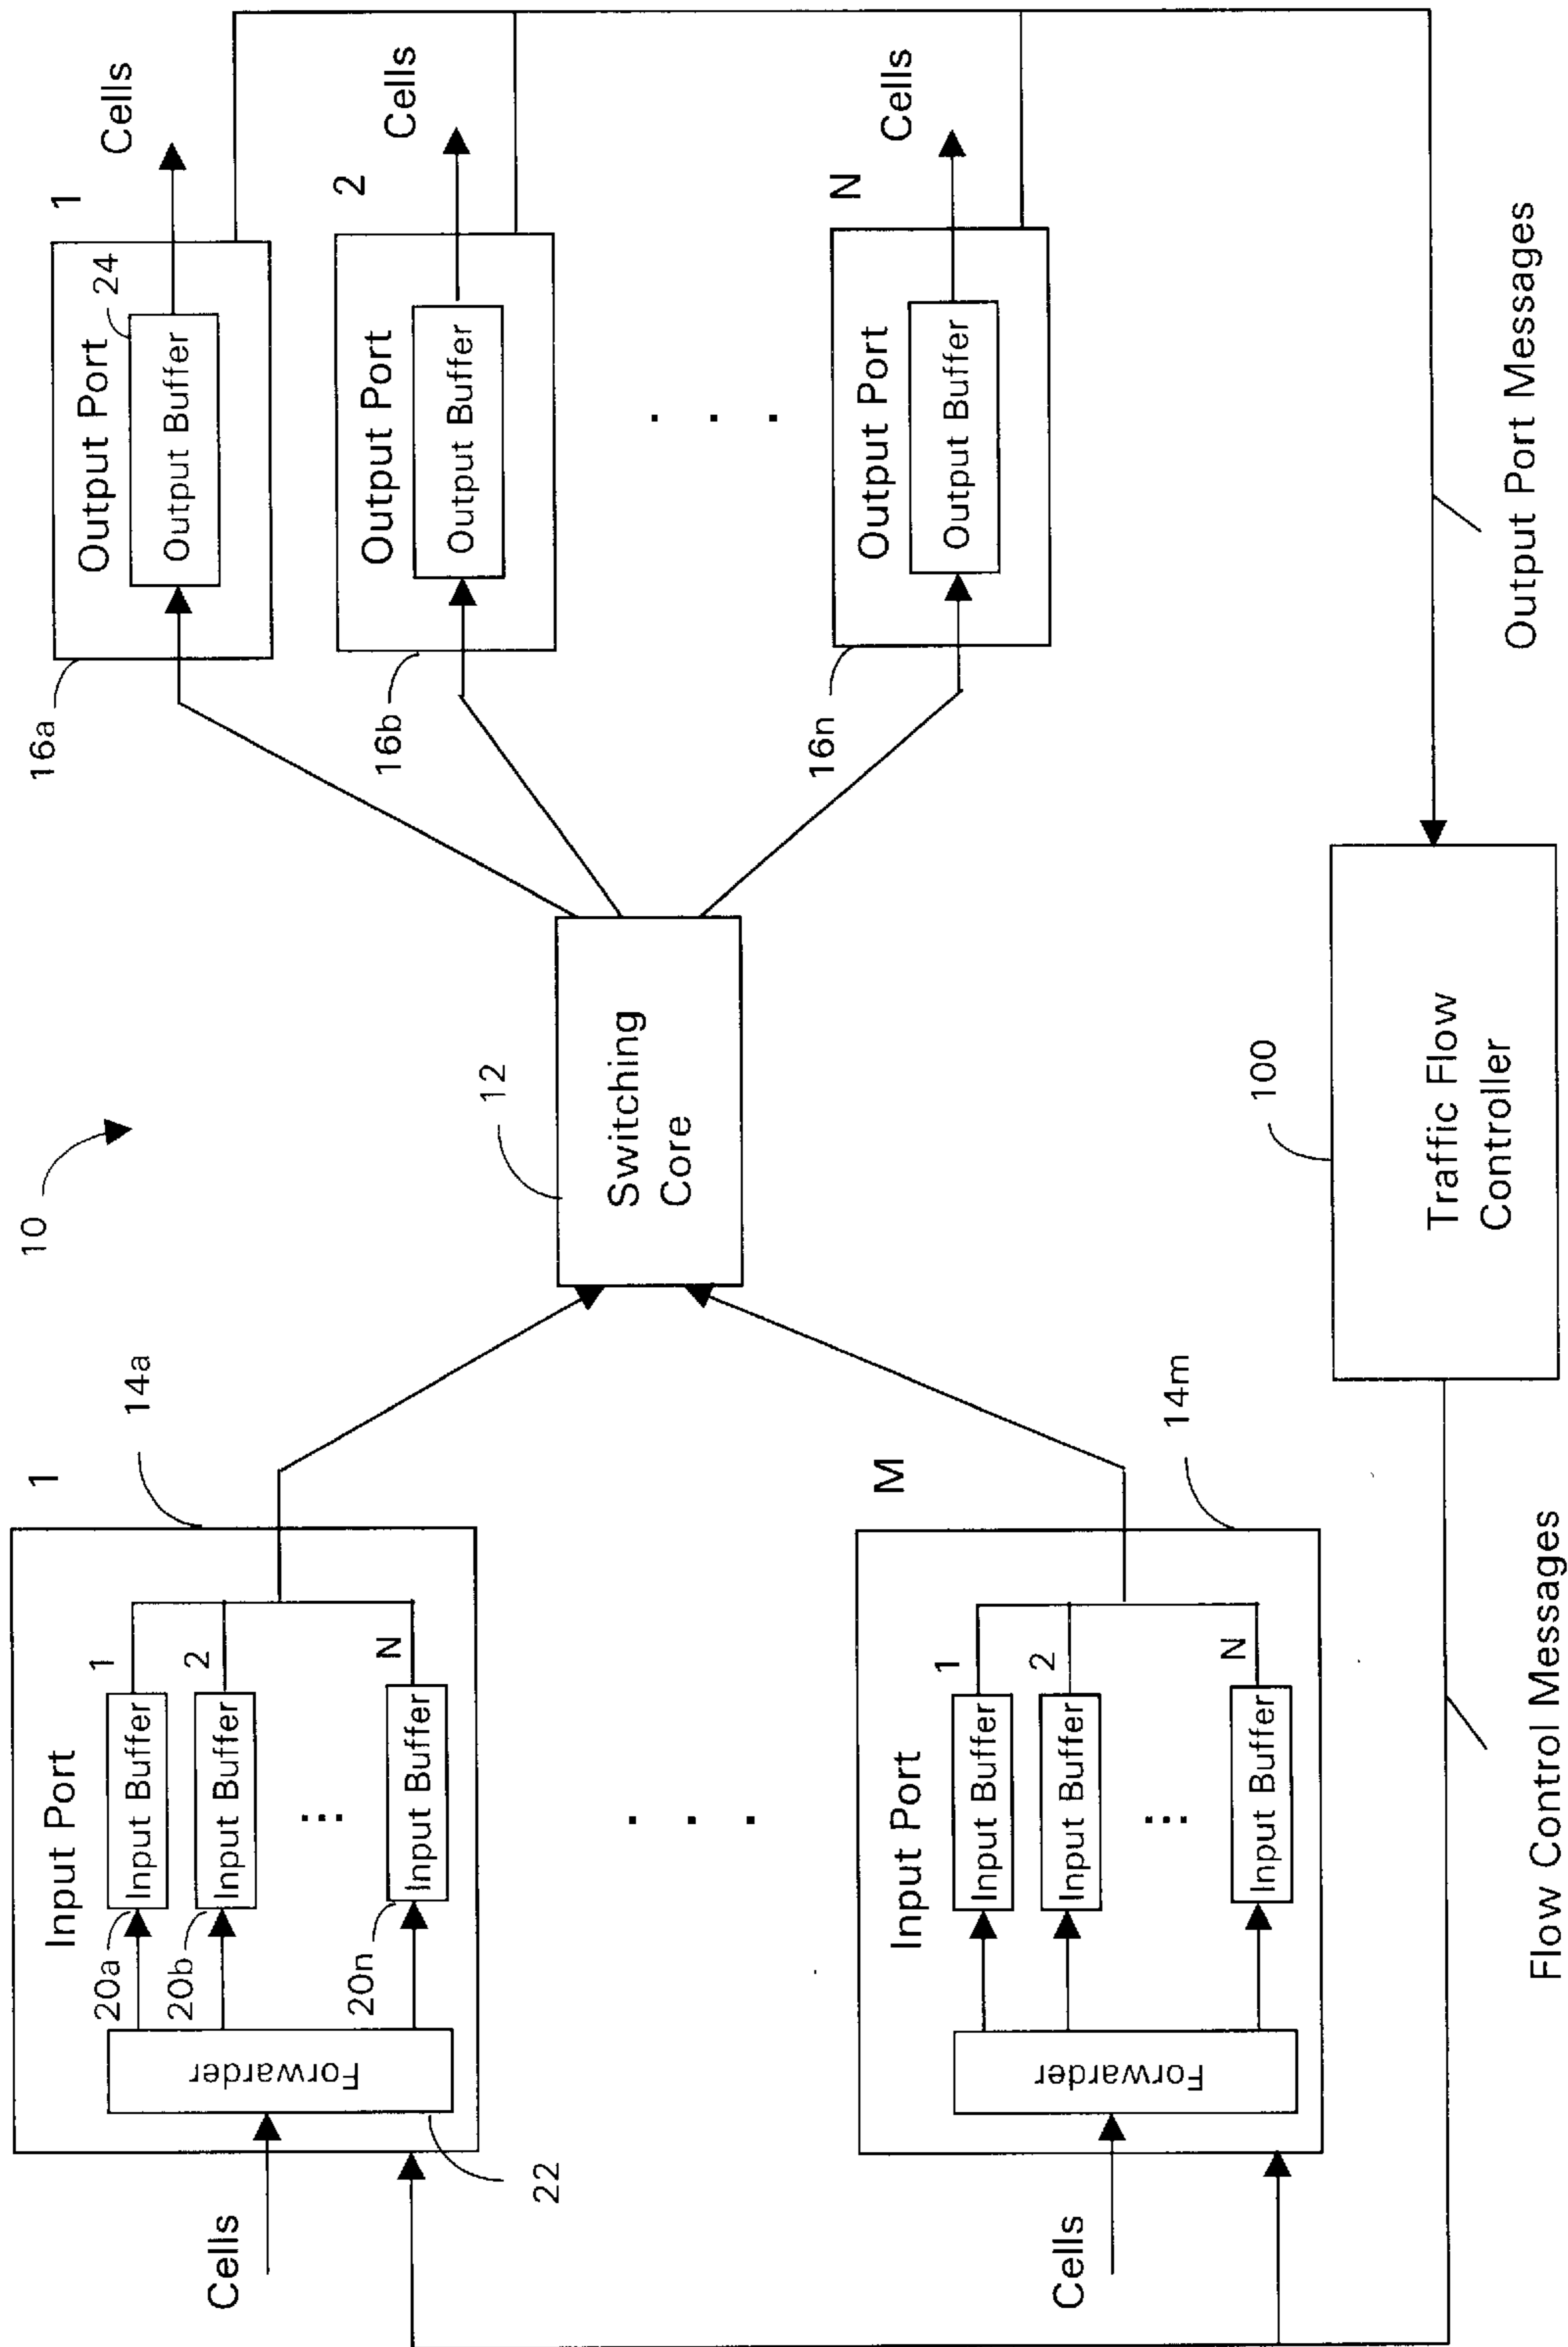 10
1
14a
Input Port
20a
Input Buffer
1
20b
Input Buffer
2
...
20n
Input Buffer
N
Forwarder
Cells
22
. . .
M
14m
Input Port
Input Buffer
1
Input Buffer
2
...
Input Buffer
N
Forwarder
Cells
12
Switching
Core
1
16a
Output Port
24
Output Buffer
Cells
2
16b
Output Port
Output Buffer
Cells
. . .
N
16n
Output Port
Output Buffer
Cells
100
Traffic Flow
Controller
Flow Control Messages
Output Port Messages